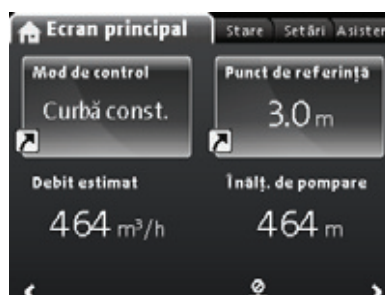 Ecran principal
Stare
Setări
Asister
Mod de control
Curbă const.
Punct de referință
3.0 m
Debit estimat
464 m³/h
Înălț. de pompare
464 m